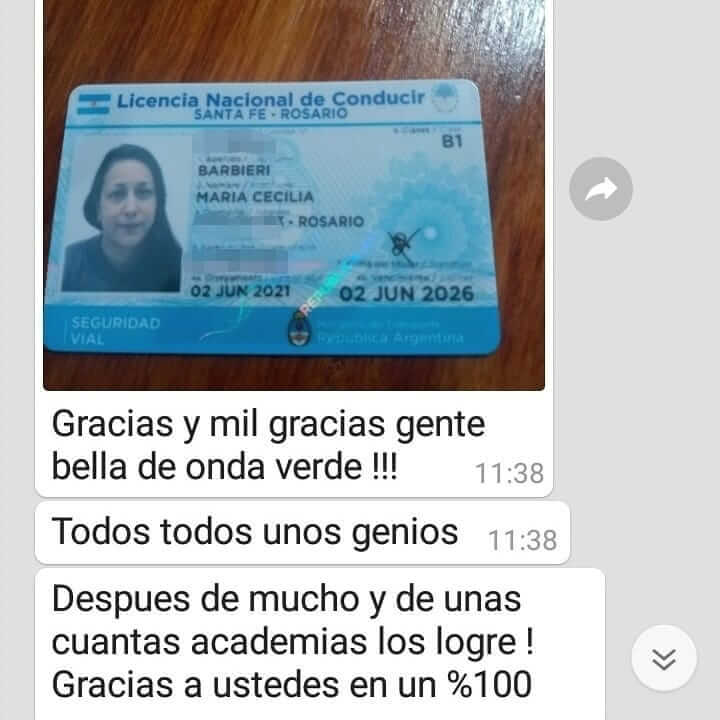 Licencia Nacional de Conducir
SANTA FE - ROSARIO
B1
BARBIERI
MARIA CECILIA
- ROSARIO
02 JUN 2021
02 JUN 2026
SEGURIDAD
VIAL
República Argentina
Gracias y mil gracias gente
bella de onda verde !!!
11:38
Todos todos unos genios
11:38
Despues de mucho y de unas
cuantas academias los logre !
Gracias a ustedes en un %100